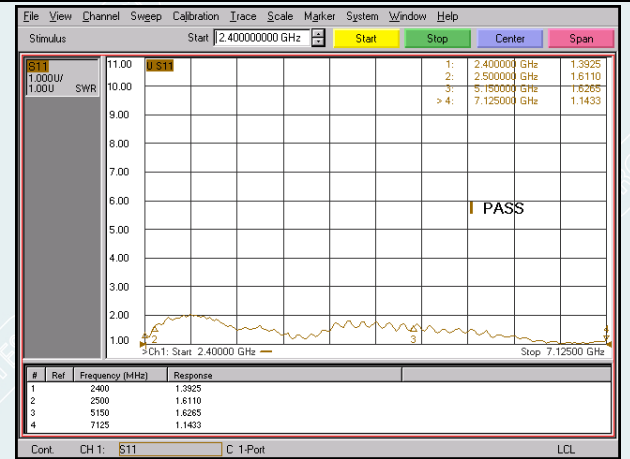 File View Channel Sweep Calibration Trace Scale Marker System Window Help
Stimulus Start 2.400000000 GHz Start Stop Center Span
S11
1.000U/
1.00U SWR
11.00 U S11
10.00
9.00
8.00
7.00
6.00
5.00
4.00
3.00
2.00
1.00
1: 2.400000 GHz 1.3925
2: 2.500000 GHz 1.6110
3: 5.150000 GHz 1.6265
> 4: 7.125000 GHz 1.1433
PASS
2
3
4
>Ch1: Start 2.40000 GHz Stop 7.12500 GHz
# Ref Frequency (MHz) Response
1 2400 1.3925
2 2500 1.6110
3 5150 1.6265
4 7125 1.1433
Cont. CH 1: S11 C 1-Port LCL